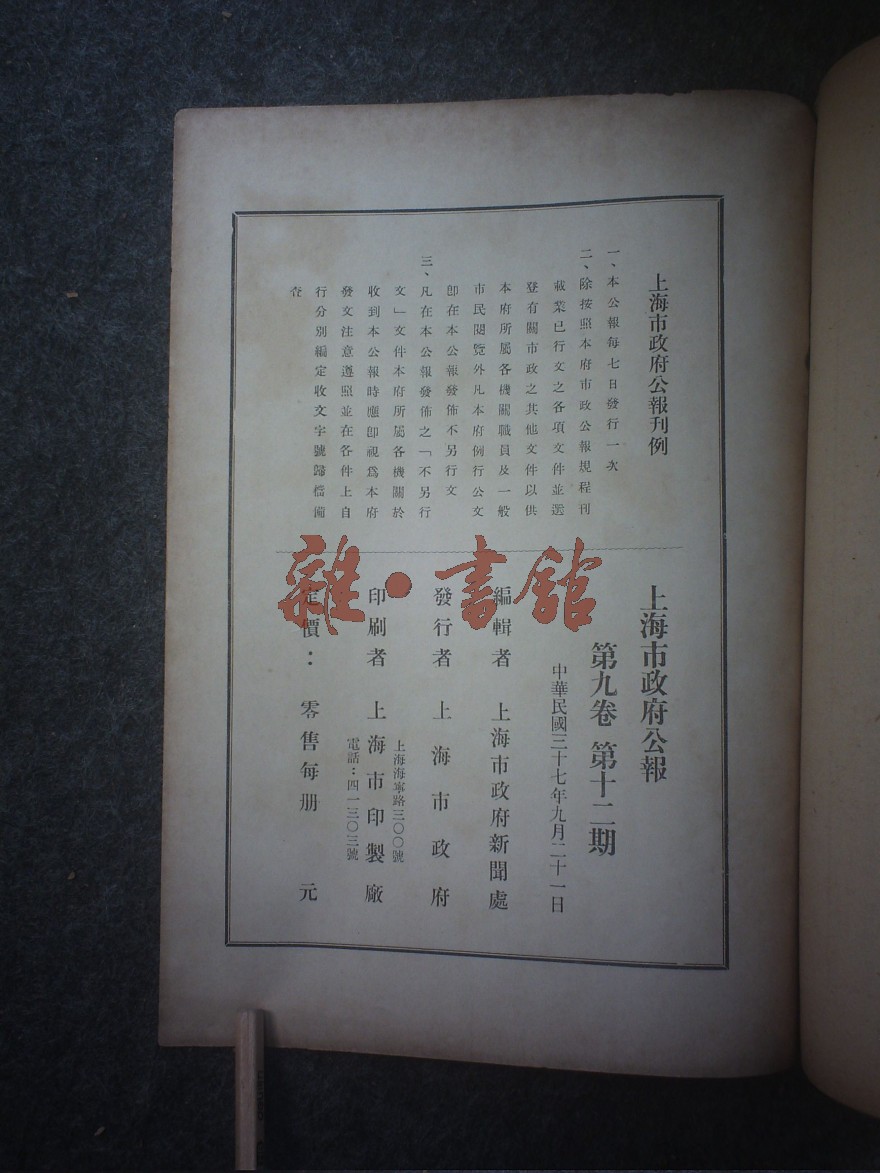 上海市政府公報刊例
一、本公報每七日發行一次
二、除按照本府市政公報規程刊
載業已行文之各項文件並選
登有關市政之其他文件以供
本府所屬各機關職員及一般
市民閱覽外凡本府例行公文
卽在本公報發佈不另行文
三、凡在本公報發佈之「不另行
文」文件本府所屬各機關於
收到本公報時應卽視爲本府
發文注意遵照並在各件上自
行分別編定收文字號歸檔備
查
上海市政府公報
第九卷 第十二期
中華民國三十七年九月二十一日
編輯者 上海市政府新聞處
發行者 上海市政府
上海海寧路三〇〇號
印刷者 上海市印製廠
電話：四一三〇三號
定價：零售每册 元
雜·書館